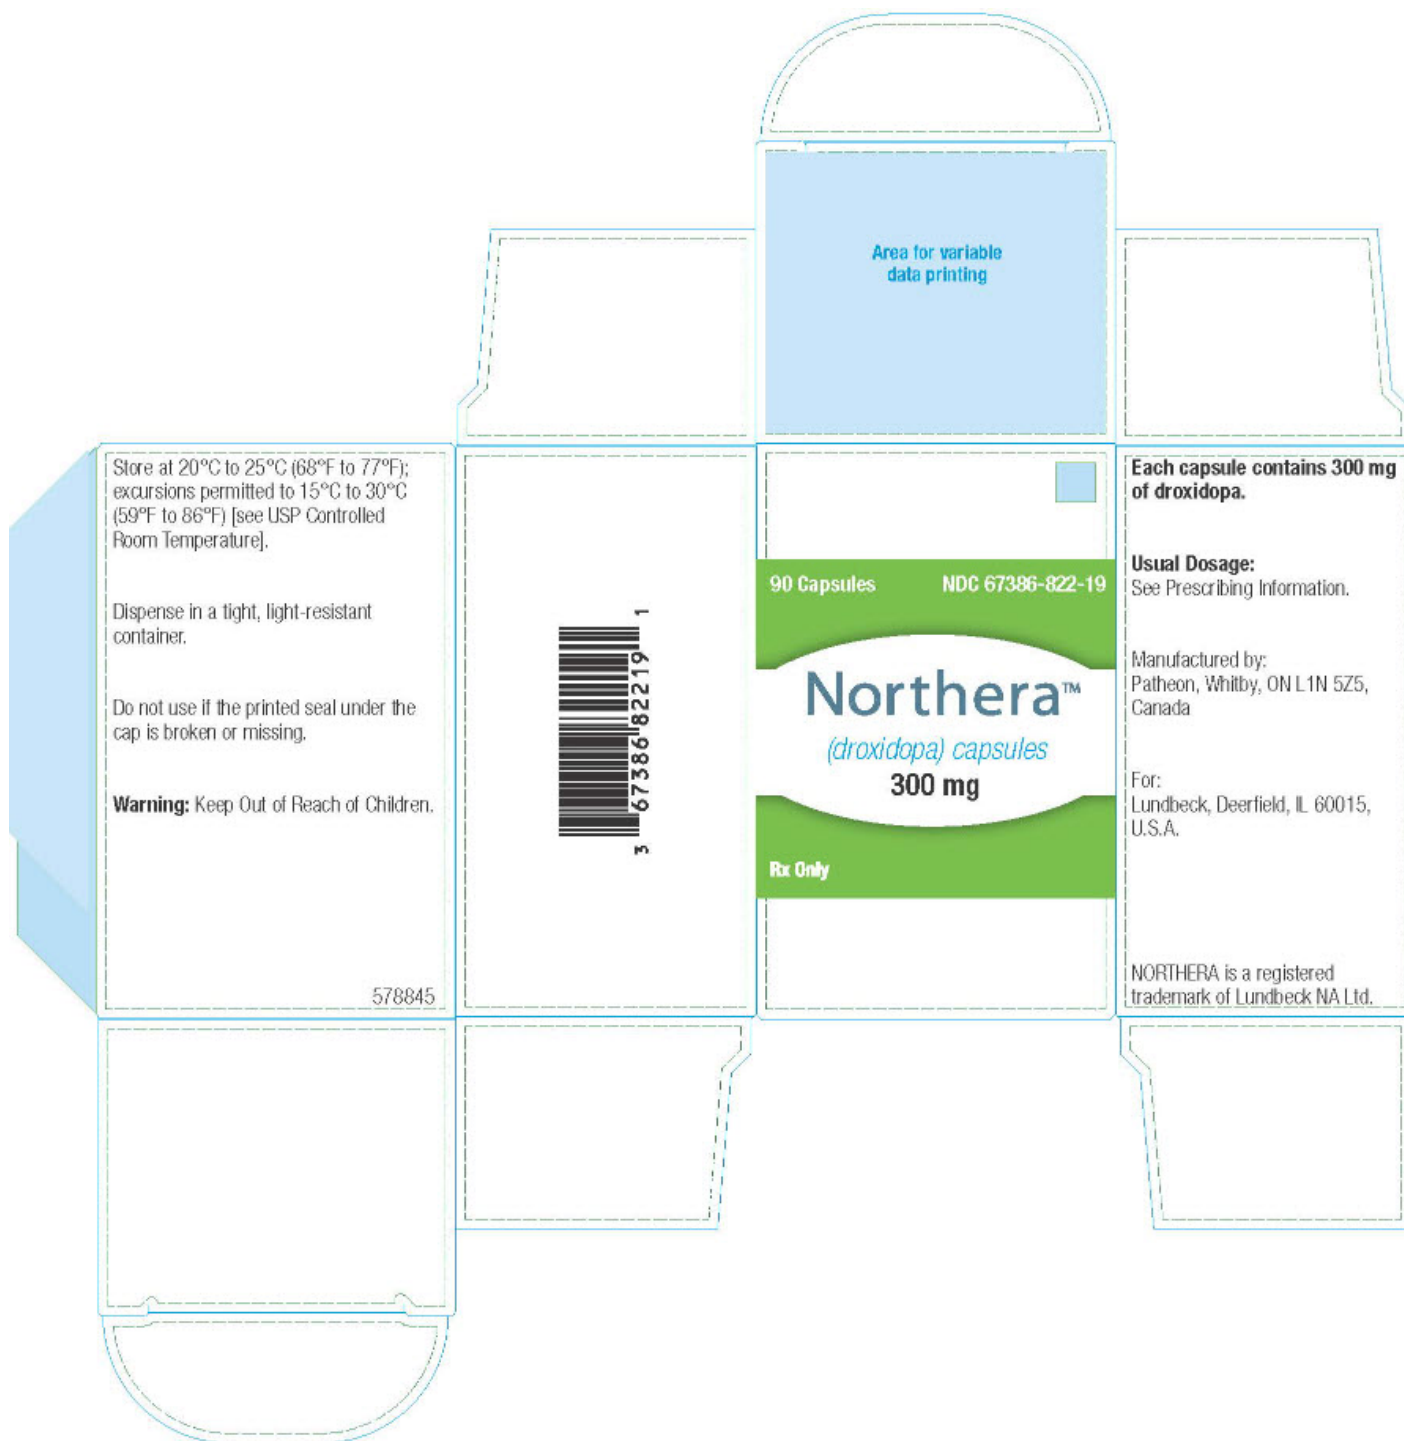 Area for variable
data printing
Store at 20°C to 25°C (68°F to 77°F);
excursions permitted to 15°C to 30°C
(59°F to 86°F) [see USP Controlled
Room Temperature].
Dispense in a tight, light-resistant
container.
Do not use if the printed seal under the
cap is broken or missing.
Warning: Keep Out of Reach of Children.
578845
3 67386 82219 1
90 Capsules NDC 67386-822-19
Northera™
(droxidopa) capsules
300 mg
Rx Only
Each capsule contains 300 mg
of droxidopa.
Usual Dosage:
See Prescribing Information.
Manufactured by:
Patheon, Whitby, ON L1N 5Z5,
Canada
For:
Lundbeck, Deerfield, IL 60015,
U.S.A.
NORTHERA is a registered
trademark of Lundbeck NA Ltd.